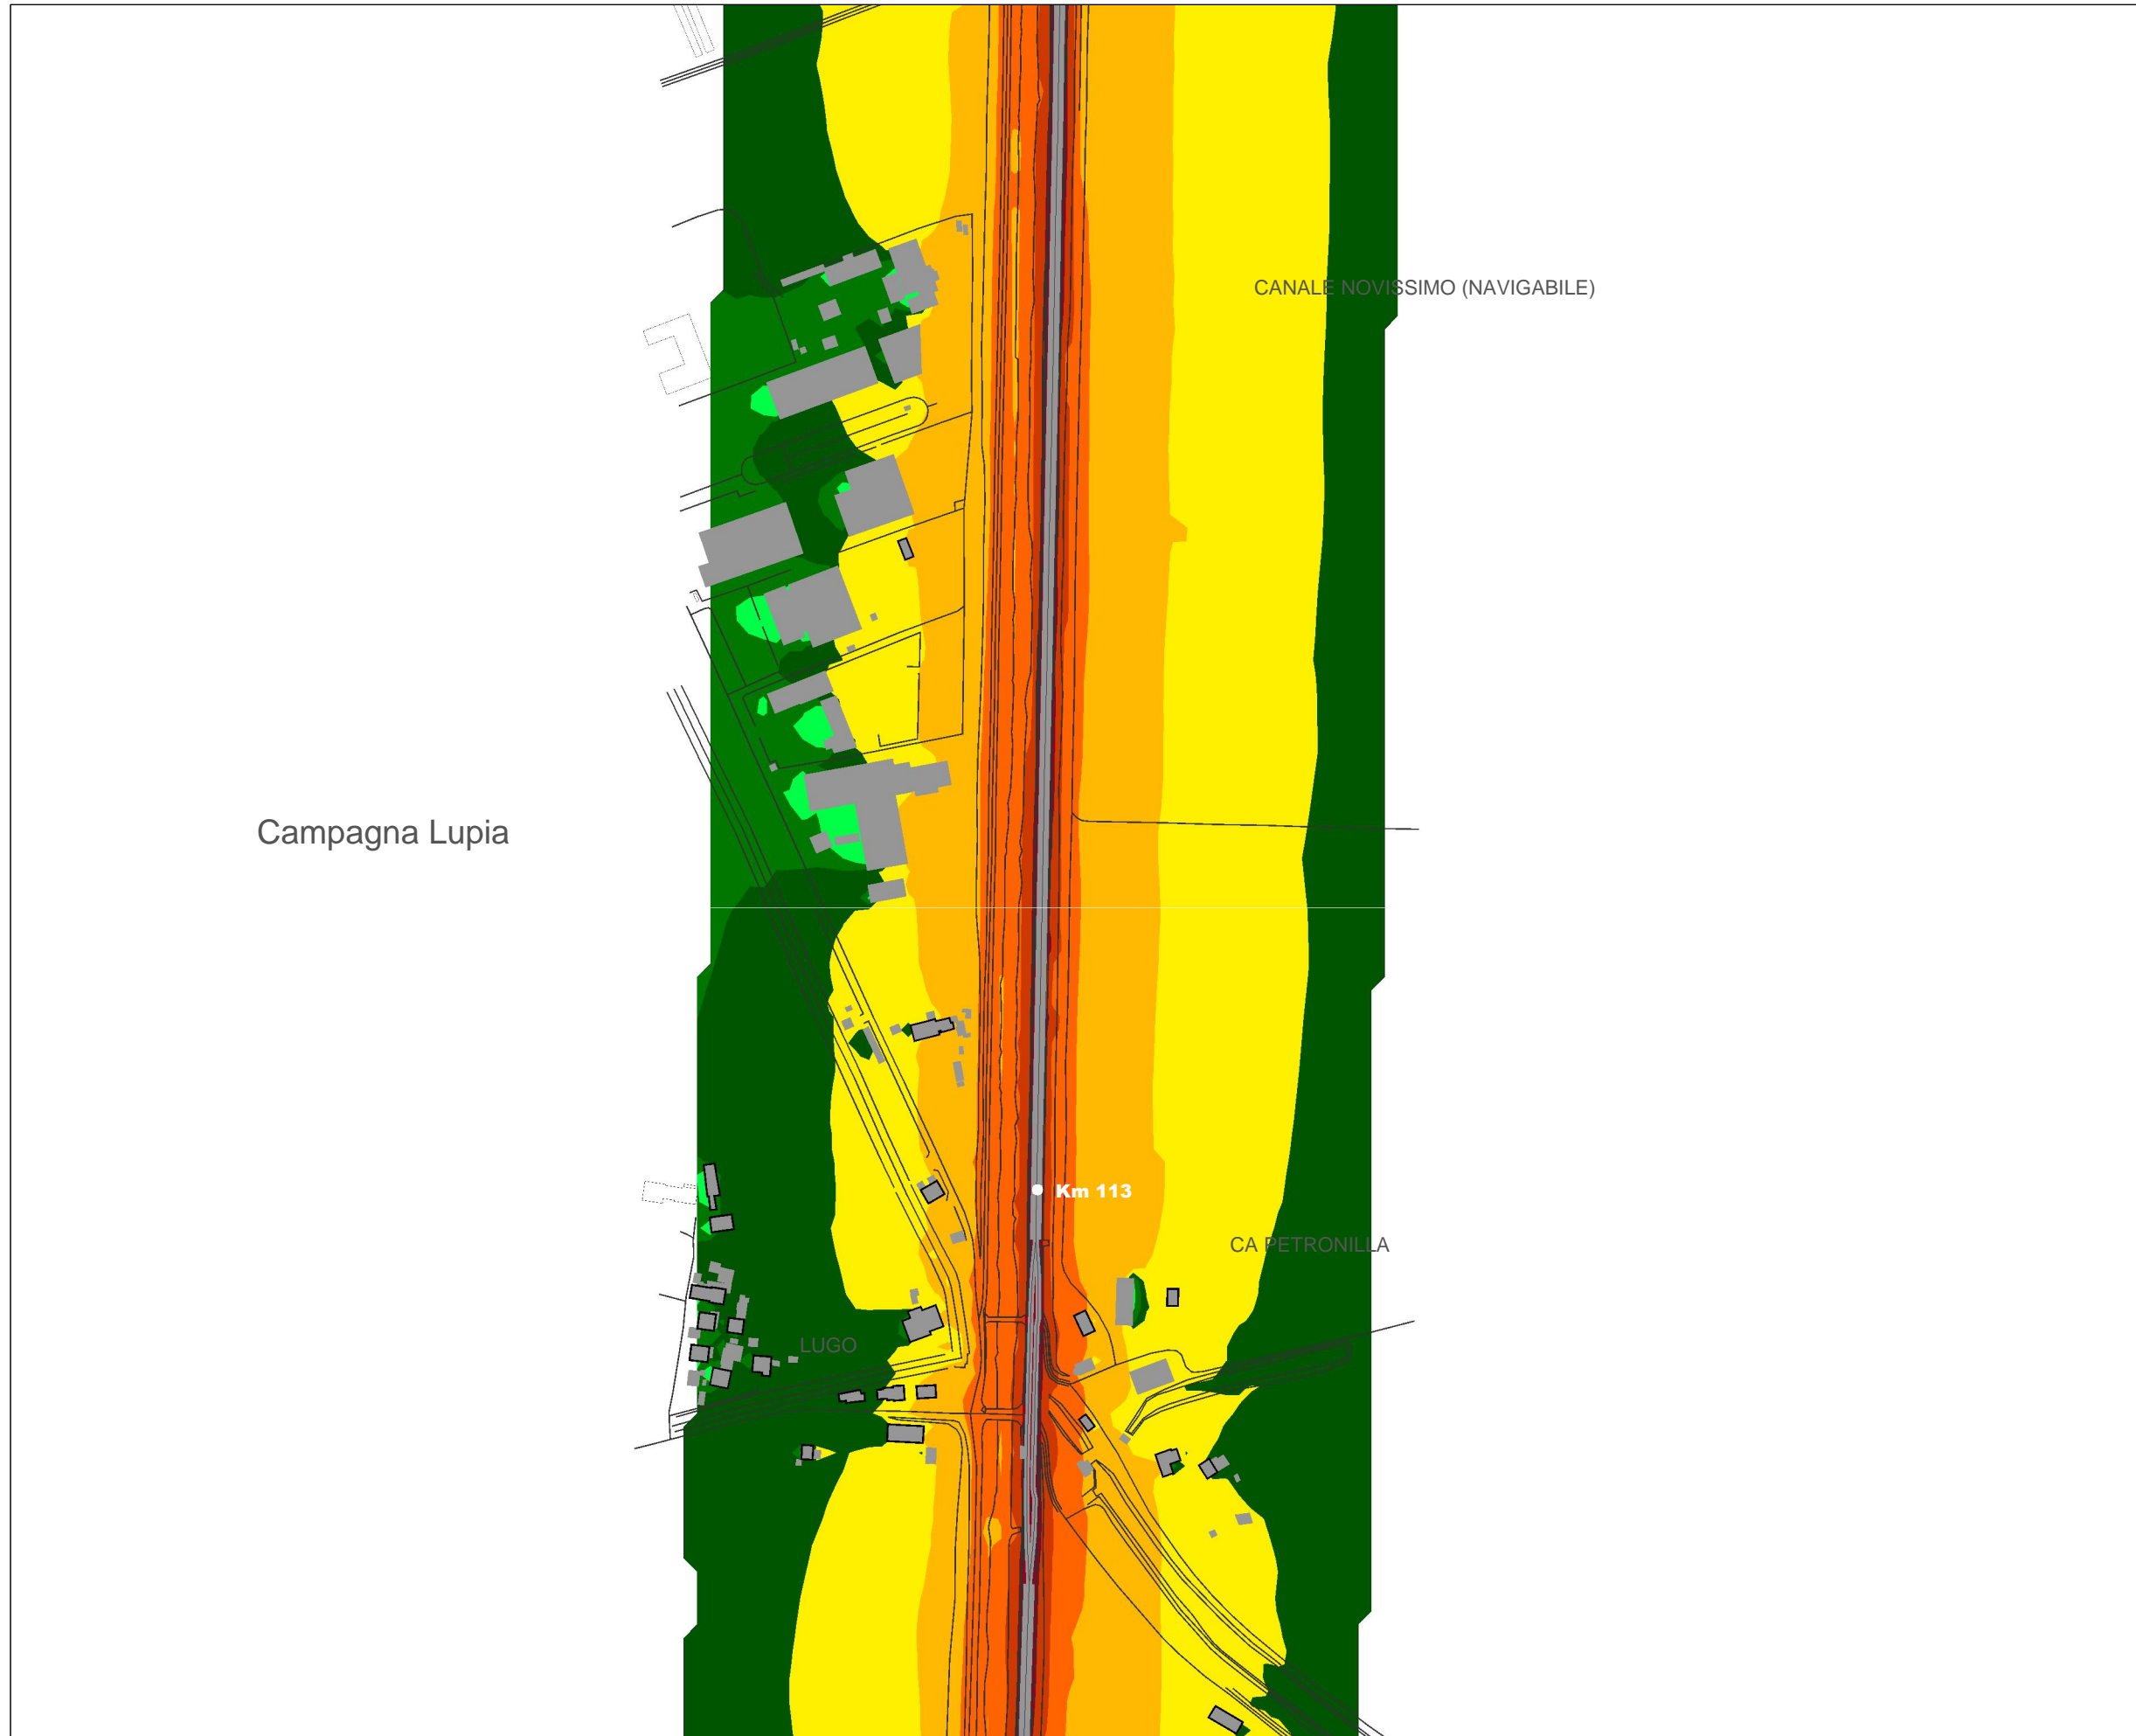 CANALE NOVISSIMO (NAVIGABILE)
Campagna Lupia
Km 113
CA PETRONILLA
LUGO